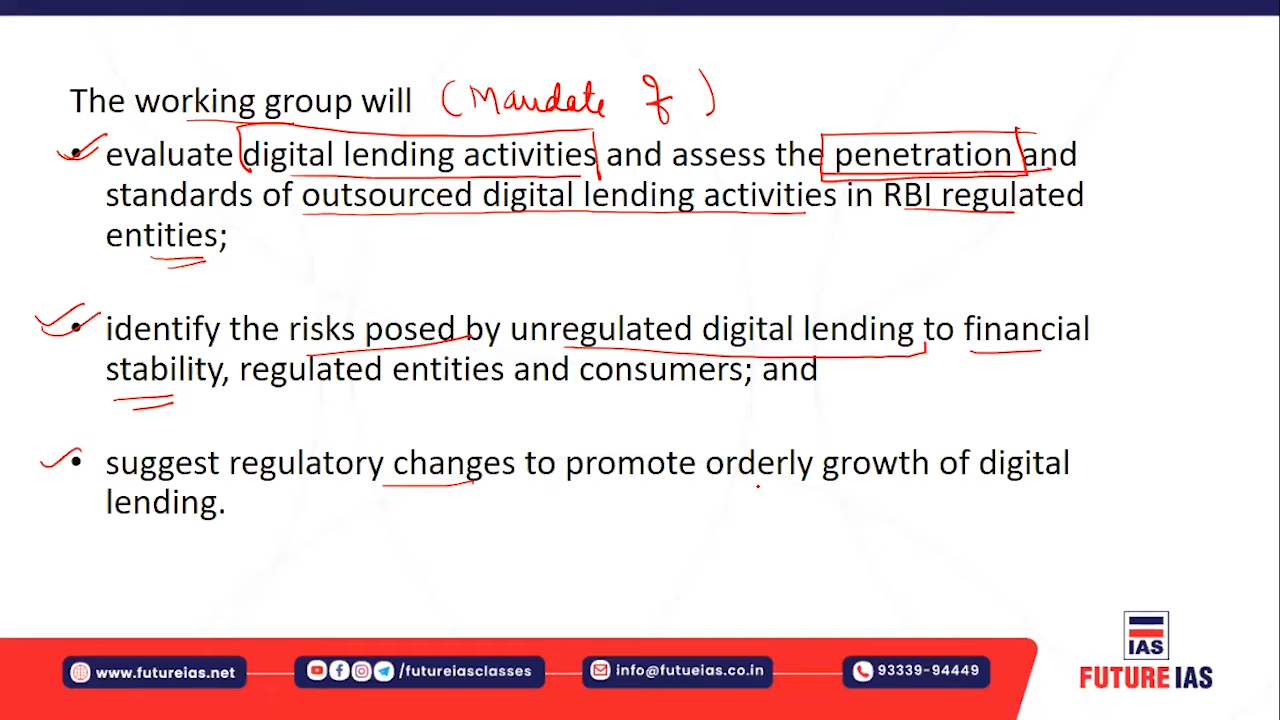 The working group will (Mandate of)
• evaluate digital lending activities and assess the penetration and
standards of outsourced digital lending activities in RBI regulated
entities;
• identify the risks posed by unregulated digital lending to financial
stability, regulated entities and consumers; and
• suggest regulatory changes to promote orderly growth of digital
lending.
IAS
FUTURE IAS
www.futureias.net
/futureiasclasses
info@futueias.co.in
93339-94449